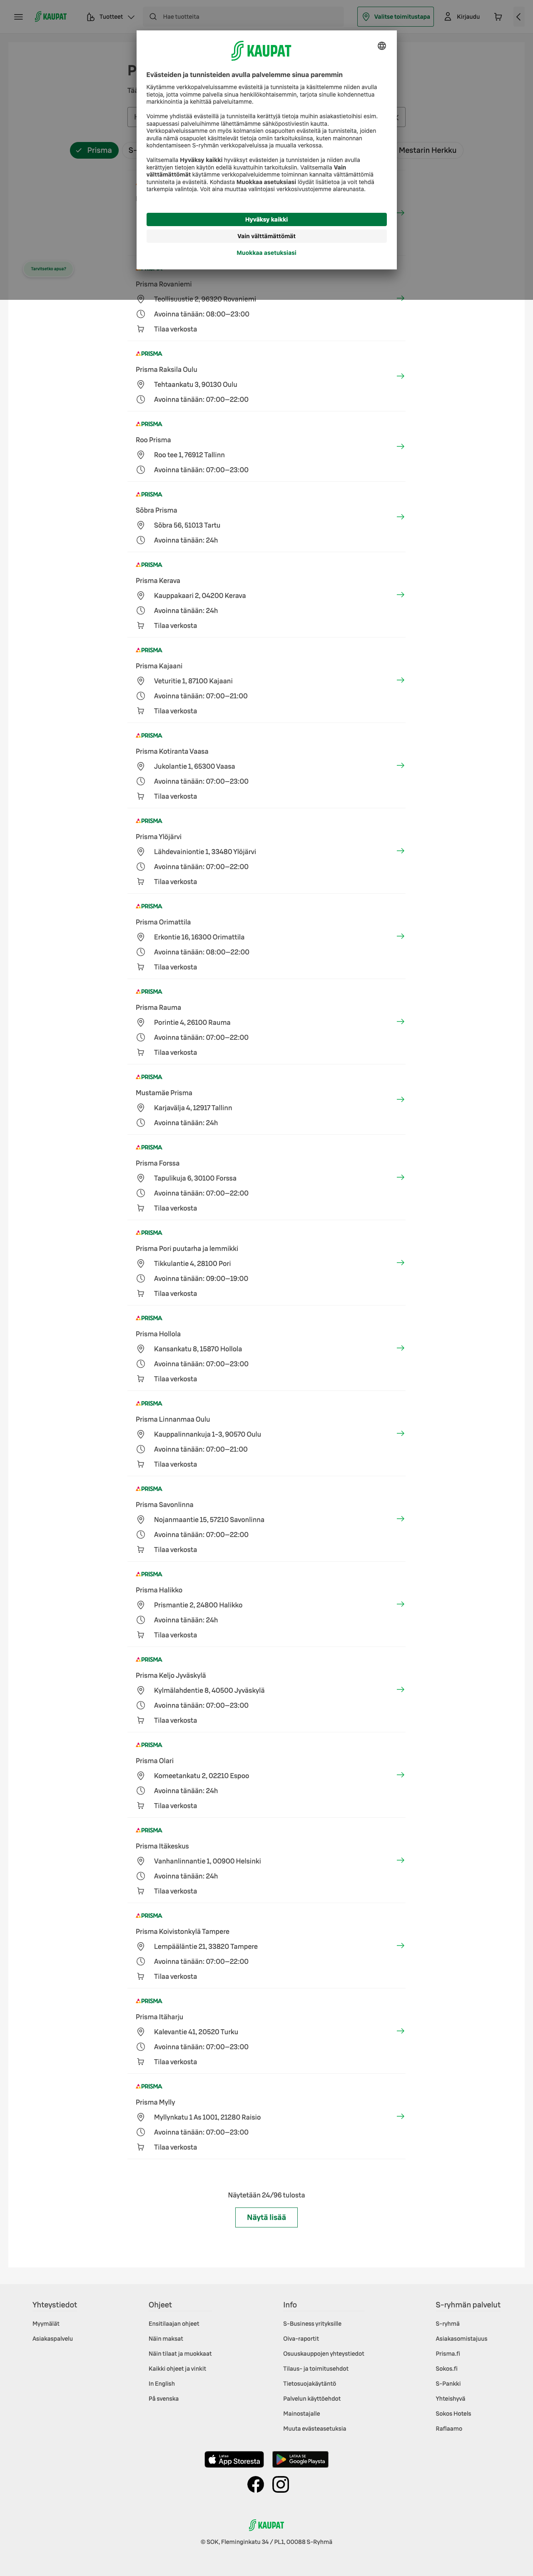 KAUPAT
Tuotteet
Hae tuotteita
Valitse toimitustapa
Kirjaudu
KAUPAT
Evästeiden ja tunnisteiden avulla palvelemme sinua paremmin
Käytämme verkkopalveluissamme evästeitä ja tunnisteita ja käsittelemme niiden avulla
tietoa, jotta voimme palvella sinua henkilökohtaisemmin, tarjota sinulle kohdennettua
markkinointia ja kehittää palveluitamme.
Voimme yhdistää evästeillä ja tunnisteilla kerättyjä tietoja muihin asiakastietoihisi esim.
saapuessasi palveluihimme lähettämämme sähköpostiviestin kautta.
Verkkopalveluissamme on myös kolmansien osapuolten evästeitä ja tunnisteita, joiden
avulla nämä osapuolet käsittelevät tietoja omiin tarkoituksiinsa, kuten mainonnan
kohdentamiseen S-ryhmän verkkopalveluissa ja muualla verkossa.
Valitsemalla Hyväksy kaikki hyväksyt evästeiden ja tunnisteiden ja niiden avulla
kerättyjen tietojen käytön edellä kuvattuihin tarkoituksiin. Valitsemalla Vain
välttämättömät käytämme verkkopalveluidemme toiminnan kannalta välttämättömiä
tunnisteita ja evästeitä. Kohdasta Muokkaa asetuksiasi löydät lisätietoa ja voit tehdä
tarkempia valintoja. Voit aina muuttaa valintojasi verkkosivustojemme alareunasta.
Hyväksy kaikki
Vain välttämättömät
Muokkaa asetuksiasi
Prisma
Mestarin Herkku
Tarvitsetko apua?
Prisma Rovaniemi
Teollisuustie 2, 96320 Rovaniemi
Avoinna tänään: 08:00—23:00
Tilaa verkosta
PRISMA
Prisma Raksila Oulu
Tehtaankatu 3, 90130 Oulu
Avoinna tänään: 07:00—22:00
PRISMA
Roo Prisma
Roo tee 1, 76912 Tallinn
Avoinna tänään: 07:00—23:00
PRISMA
Sõbra Prisma
Sõbra 56, 51013 Tartu
Avoinna tänään: 24h
PRISMA
Prisma Kerava
Kauppakaari 2, 04200 Kerava
Avoinna tänään: 24h
Tilaa verkosta
PRISMA
Prisma Kajaani
Veturitie 1, 87100 Kajaani
Avoinna tänään: 07:00—21:00
Tilaa verkosta
PRISMA
Prisma Kotiranta Vaasa
Jukolantie 1, 65300 Vaasa
Avoinna tänään: 07:00—23:00
Tilaa verkosta
PRISMA
Prisma Ylöjärvi
Lähdevainiontie 1, 33480 Ylöjärvi
Avoinna tänään: 07:00—22:00
Tilaa verkosta
PRISMA
Prisma Orimattila
Erkontie 16, 16300 Orimattila
Avoinna tänään: 08:00—22:00
Tilaa verkosta
PRISMA
Prisma Rauma
Porintie 4, 26100 Rauma
Avoinna tänään: 07:00—22:00
Tilaa verkosta
PRISMA
Mustamäe Prisma
Karjavälja 4, 12917 Tallinn
Avoinna tänään: 24h
PRISMA
Prisma Forssa
Tapulikuja 6, 30100 Forssa
Avoinna tänään: 07:00—22:00
Tilaa verkosta
PRISMA
Prisma Pori puutarha ja lemmikki
Tikkulantie 4, 28100 Pori
Avoinna tänään: 09:00—19:00
Tilaa verkosta
PRISMA
Prisma Hollola
Kansankatu 8, 15870 Hollola
Avoinna tänään: 07:00—23:00
Tilaa verkosta
PRISMA
Prisma Linnanmaa Oulu
Kauppalinnankuja 1-3, 90570 Oulu
Avoinna tänään: 07:00—21:00
Tilaa verkosta
PRISMA
Prisma Savonlinna
Nojanmaantie 15, 57210 Savonlinna
Avoinna tänään: 07:00—22:00
Tilaa verkosta
PRISMA
Prisma Halikko
Prismantie 2, 24800 Halikko
Avoinna tänään: 24h
Tilaa verkosta
PRISMA
Prisma Keljo Jyväskylä
Kylmälahdentie 8, 40500 Jyväskylä
Avoinna tänään: 07:00—23:00
Tilaa verkosta
PRISMA
Prisma Olari
Komeetankatu 2, 02210 Espoo
Avoinna tänään: 24h
Tilaa verkosta
PRISMA
Prisma Itäkeskus
Vanhanlinnantie 1, 00900 Helsinki
Avoinna tänään: 24h
Tilaa verkosta
PRISMA
Prisma Koivistonkylä Tampere
Lempääläntie 21, 33820 Tampere
Avoinna tänään: 07:00—22:00
Tilaa verkosta
PRISMA
Prisma Itäharju
Kalevantie 41, 20520 Turku
Avoinna tänään: 07:00—23:00
Tilaa verkosta
PRISMA
Prisma Mylly
Myllynkatu 1 As 1001, 21280 Raisio
Avoinna tänään: 07:00—23:00
Tilaa verkosta
Näytetään 24/96 tulosta
Näytä lisää
Yhteystiedot
Myymälät
Asiakaspalvelu
Ohjeet
Ensitilaajan ohjeet
Näin maksat
Näin tilaat ja muokkaat
Kaikki ohjeet ja vinkit
In English
På svenska
Info
S-Business yrityksille
Oiva-raportit
Osuuskauppojen yhteystiedot
Tilaus- ja toimitusehdot
Tietosuojakäytäntö
Palvelun käyttöehdot
Mainostajalle
Muuta evästeasetuksia
S-ryhmän palvelut
S-ryhmä
Asiakasomistajuus
Prisma.fi
Sokos.fi
S-Pankki
Yhteishyvä
Sokos Hotels
Raflaamo
Lataa
App Storesta
LATAA SE
Google Playsta
KAUPAT
© SOK, Fleminginkatu 34 / PL1, 00088 S-Ryhmä